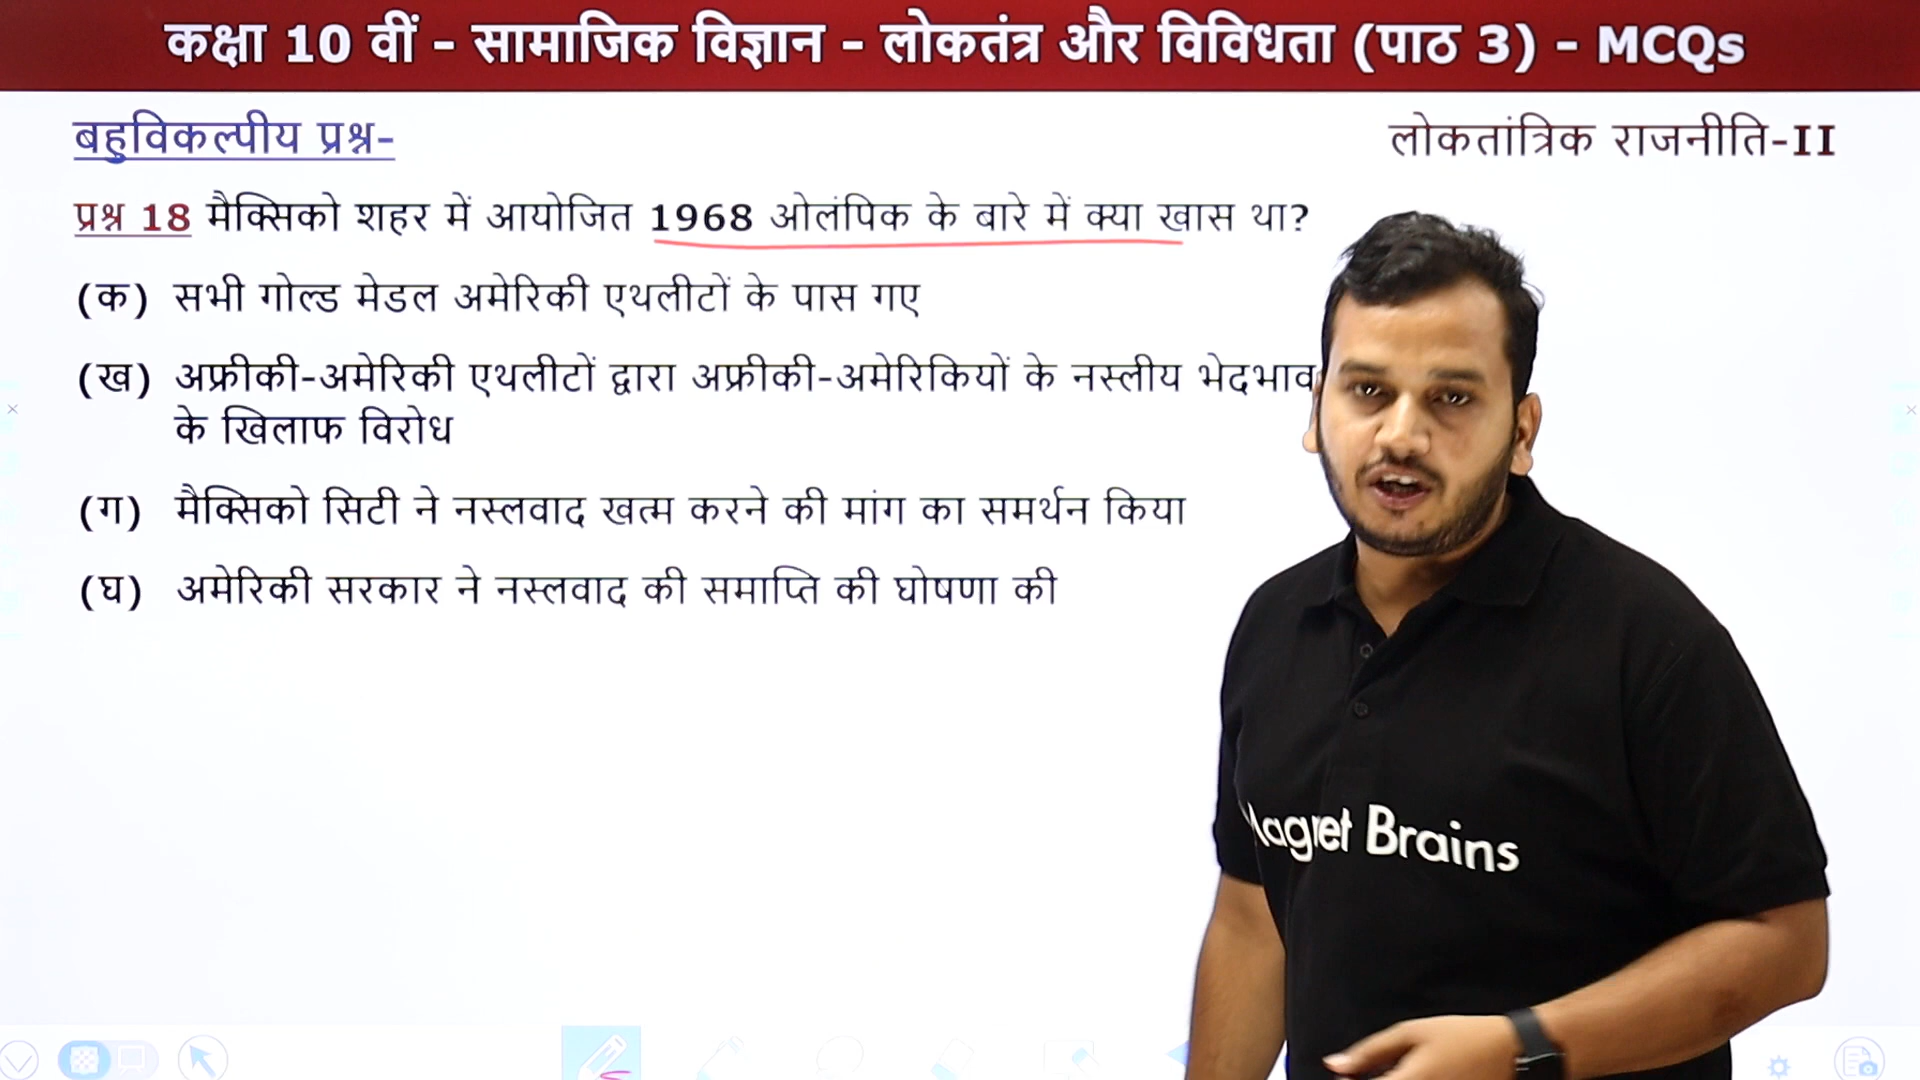 कक्षा 10 वीं - सामाजिक विज्ञान - लोकतंत्र और विविधता (पाठ 3) - MCQs
बहुविकल्पीय प्रश्न-
लोकतांत्रिक राजनीति-II
प्रश्न 18 मैक्सिको शहर में आयोजित 1968 ओलंपिक के बारे में क्या खास था?
(क) सभी गोल्ड मेडल अमेरिकी एथलीटों के पास गए
(ख) अफ्रीकी-अमेरिकी एथलीटों द्वारा अफ्रीकी-अमेरिकियों के नस्लीय भेदभाव
के खिलाफ विरोध
(ग) मैक्सिको सिटी ने नस्लवाद खत्म करने की मांग का समर्थन किया
(घ) अमेरिकी सरकार ने नस्लवाद की समाप्ति की घोषणा की
Brains